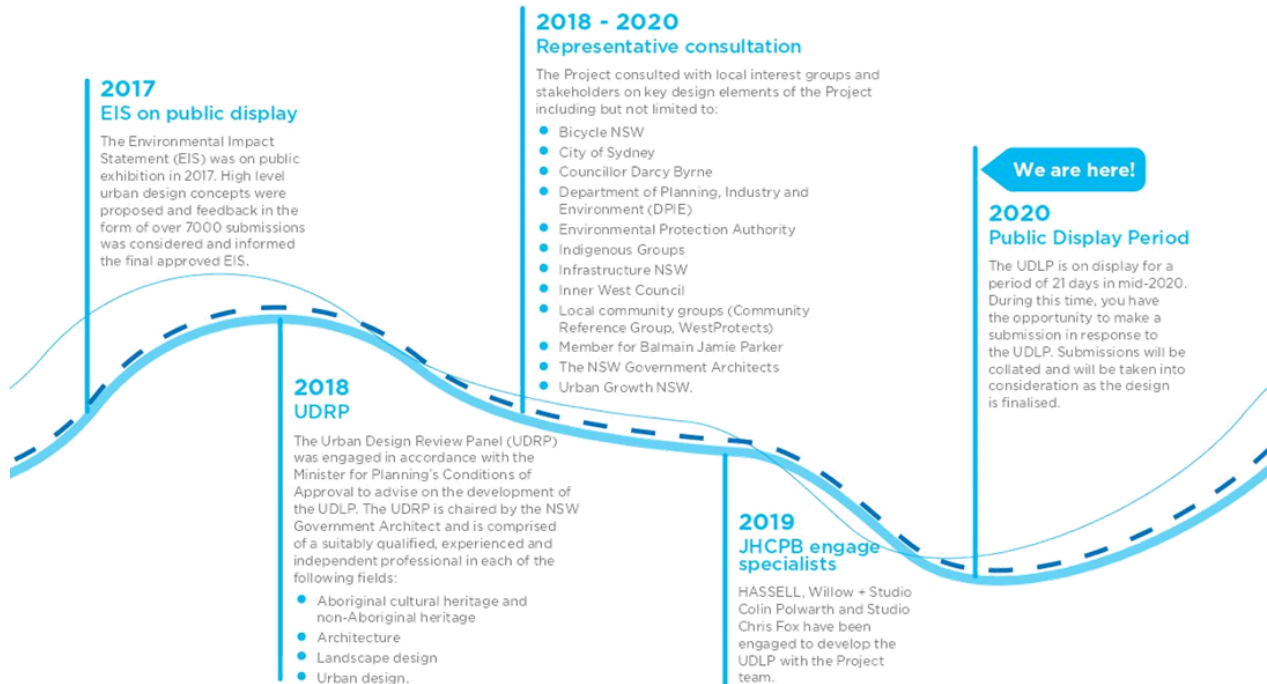 2017
EIS on public display
The Environmental Impact
Statement (EIS) was on public
exhibition in 2017. High level
urban design concepts were
proposed and feedback in the
form of over 7000 submissions
was considered and informed
the final approved EIS.
2018
UDRP
The Urban Design Review Panel (UDRP)
was engaged in accordance with the
Minister for Planning's Conditions of
Approval to advise on the development of
the UDLP. The UDRP is chaired by the NSW
Government Architect and is comprised
of a suitably qualified, experienced and
independent professional in each of the
following fields:
Aboriginal cultural heritage and
non-Aboriginal heritage
Architecture
Landscape design
Urban design.
2018 - 2020
Representative consultation
The Project consulted with local interest groups and
stakeholders on key design elements of the Project
including but not limited to:
Bicycle NSW
City of Sydney
Councillor Darcy Byrne
Department of Planning, Industry and
Environment (DPIE)
Environmental Protection Authority
Indigenous Groups
Infrastructure NSW
Inner West Council
Local community groups (Community
Reference Group, WestProtects)
Member for Balmain Jamie Parker
The NSW Government Architects
Urban Growth NSW.
2019
JHCPB engage
specialists
HASSELL, Willow + Studio
Colin Polwarth and Studio
Chris Fox have been
engaged to develop the
UDLP with the Project
team.
We are here!
2020
Public Display Period
The UDLP is on display for a
period of 21 days in mid-2020.
During this time, you have
the opportunity to make a
submission in response to
the UDLP. Submissions will be
collated and will be taken into
consideration as the design
is finalised.